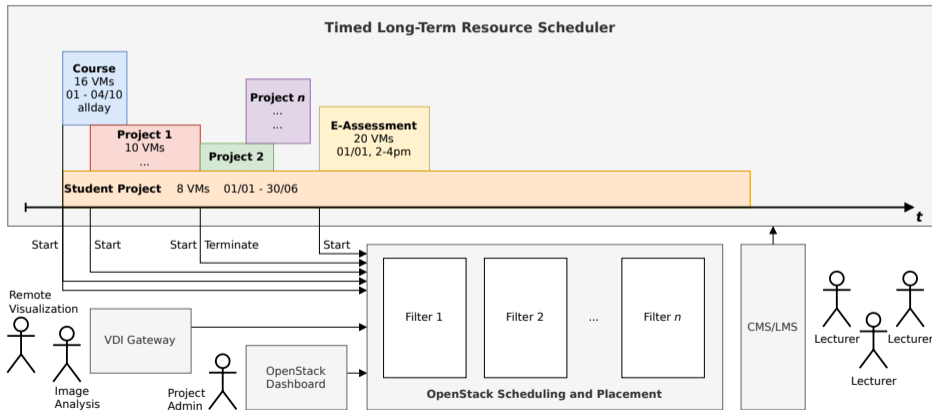 Timed Long-Term Resource Scheduler
Course
16 VMs
01 - 04/10
allday
Project 1
10 VMs
...
Project 2
Project n
...
...
E-Assessment
20 VMs
01/01, 2-4pm
Student Project 8 VMs 01/01 - 30/06
t
Start
Start
Start
Terminate
Start
Remote
Visualization
Image
Analysis
VDI Gateway
Project
Admin
OpenStack
Dashboard
Filter 1
Filter 2
...
Filter n
OpenStack Scheduling and Placement
CMS/LMS
Lecturer
Lecturer
Lecturer